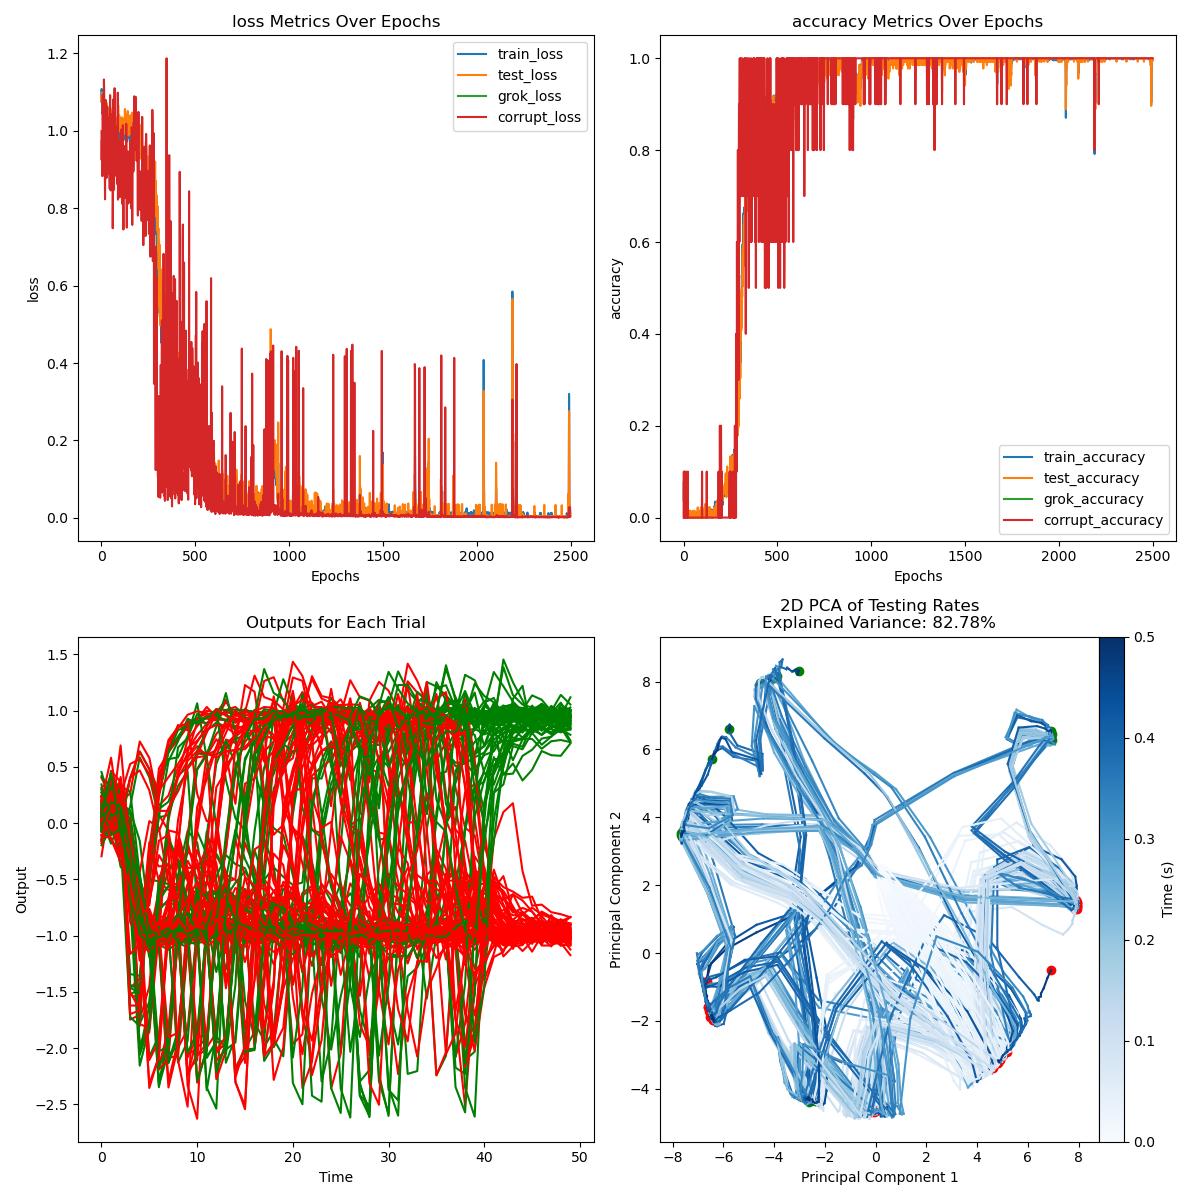 loss Metrics Over Epochs
1.2
1.0
0.8
0.6
0.4
0.2
0.0
loss
0
500
1000
1500
2000
2500
Epochs
train_loss
test_loss
grok_loss
corrupt_loss
accuracy Metrics Over Epochs
1.0
0.8
0.6
0.4
0.2
0.0
accuracy
0
500
1000
1500
2000
2500
Epochs
train_accuracy
test_accuracy
grok_accuracy
corrupt_accuracy
Outputs for Each Trial
1.5
1.0
0.5
0.0
−0.5
−1.0
−1.5
−2.0
−2.5
Output
0
10
20
30
40
50
Time
2D PCA of Testing Rates
Explained Variance: 82.78%
8
6
4
2
0
−2
−4
Principal Component 2
−8
−6
−4
−2
0
2
4
6
8
Principal Component 1
0.5
0.4
0.3
0.2
0.1
0.0
Time (s)